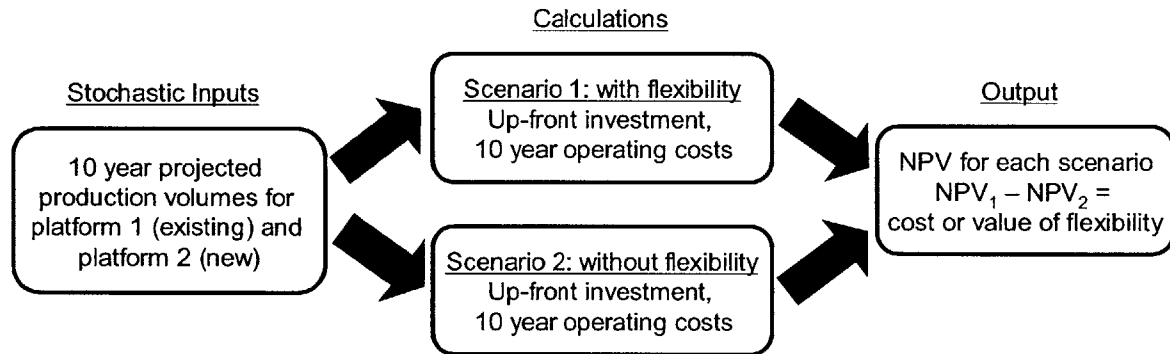 Calculations
Stochastic Inputs
10 year projected
production volumes for
platform 1 (existing) and
platform 2 (new)
Scenario 1: with flexibility
Up-front investment,
10 year operating costs
Scenario 2: without flexibility
Up-front investment,
10 year operating costs
Output
NPV for each scenario
NPV₁ – NPV₂ =
cost or value of flexibility